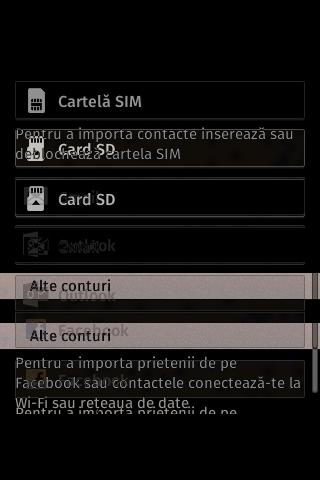 Cartelă SIM
Pentru a importa contacte inserează sau
deblochează cartela SIM
Card SD
Card SD
Outlook
Alte conturi
Outlook
Facebook
Alte conturi
Pentru a importa prietenii de pe
Facebook sau contactele conectează-te la
Wi-Fi sau rețeaua de date.
Pentru a importa prietenii de pe